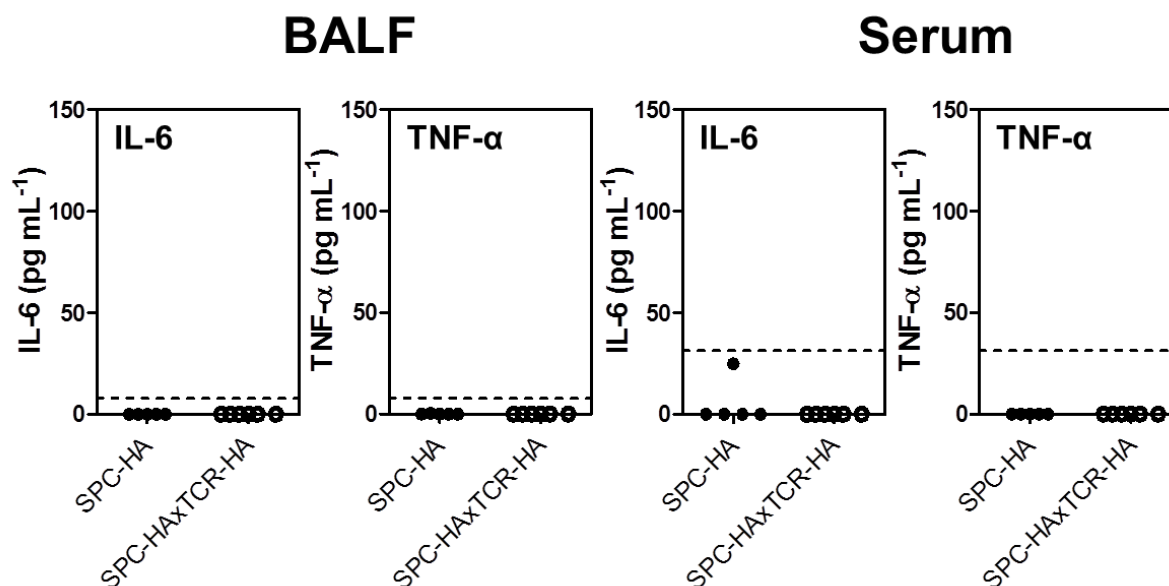 BALF
Serum
IL-6 (pg mL⁻¹)
150
100
50
0
IL-6
SPC-HA
SPC-HAxTCR-HA
TNF-α (pg mL⁻¹)
150
100
50
0
TNF-α
SPC-HA
SPC-HAxTCR-HA
IL-6 (pg mL⁻¹)
150
100
50
0
IL-6
SPC-HA
SPC-HAxTCR-HA
TNF-α (pg mL⁻¹)
150
100
50
0
TNF-α
SPC-HA
SPC-HAxTCR-HA